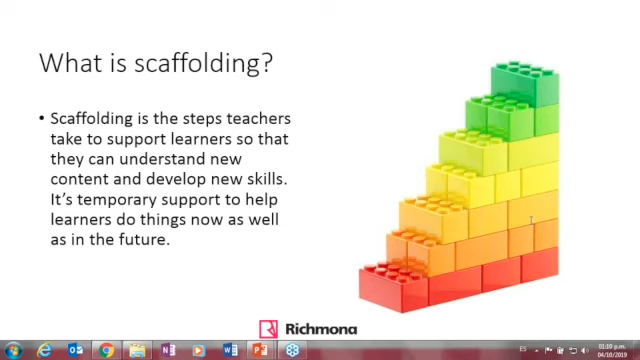 What is scaffolding?
• Scaffolding is the steps teachers
take to support learners so that
they can understand new
content and develop new skills.
It's temporary support to help
learners do things now as well
as in the future.
Richmona
ES
01:10 p.m.
04/10/2019